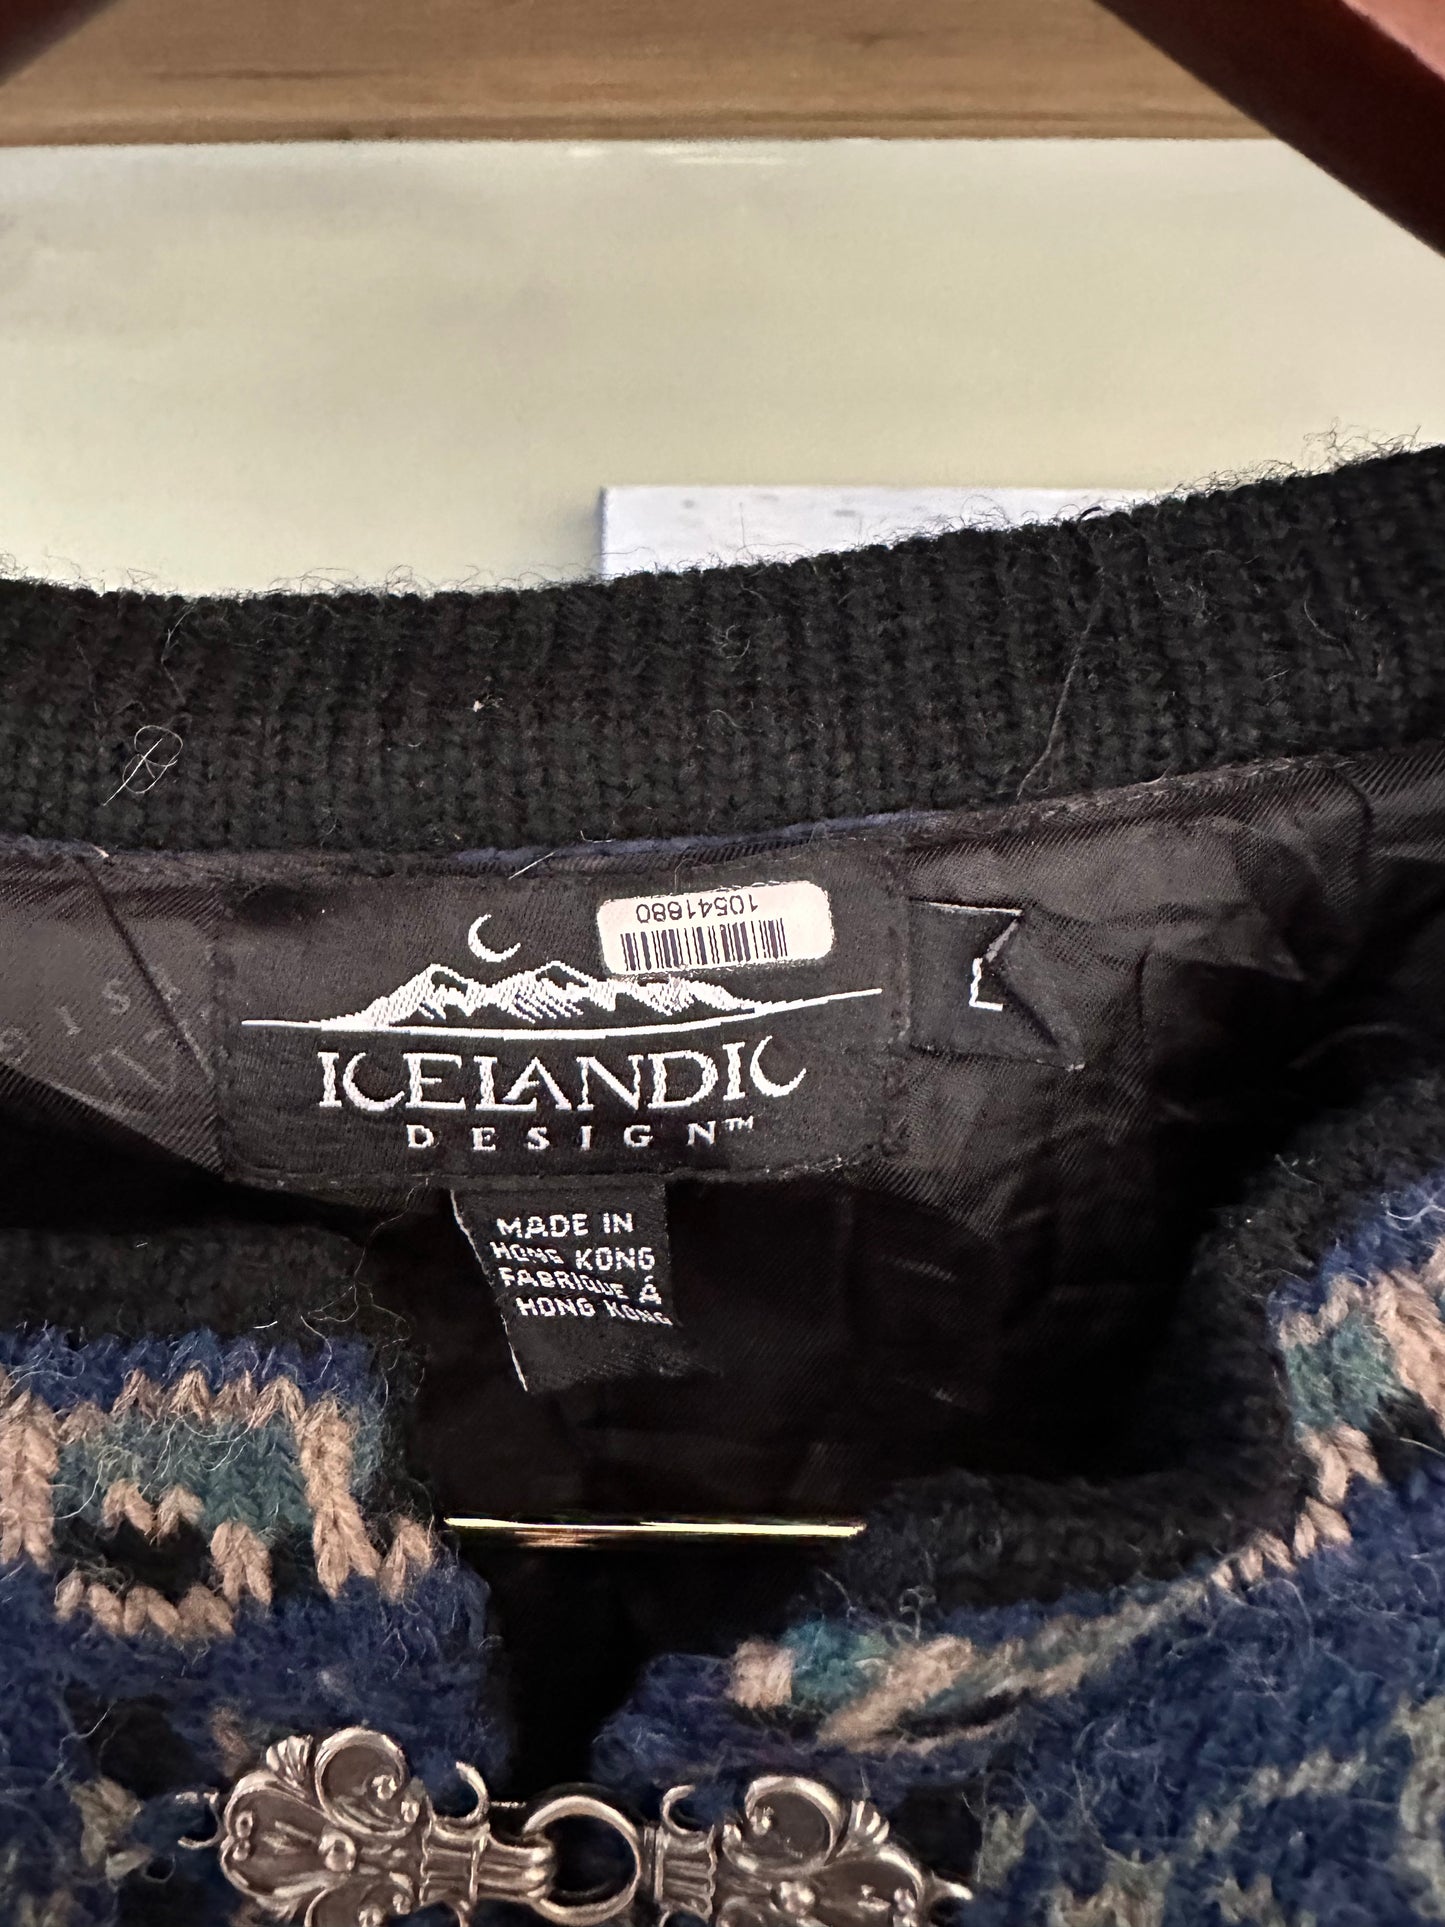 10541880
ICELANDIC
DESIGN™
L
MADE IN
HONG KONG
FABRIQUE Á
HONG KONG